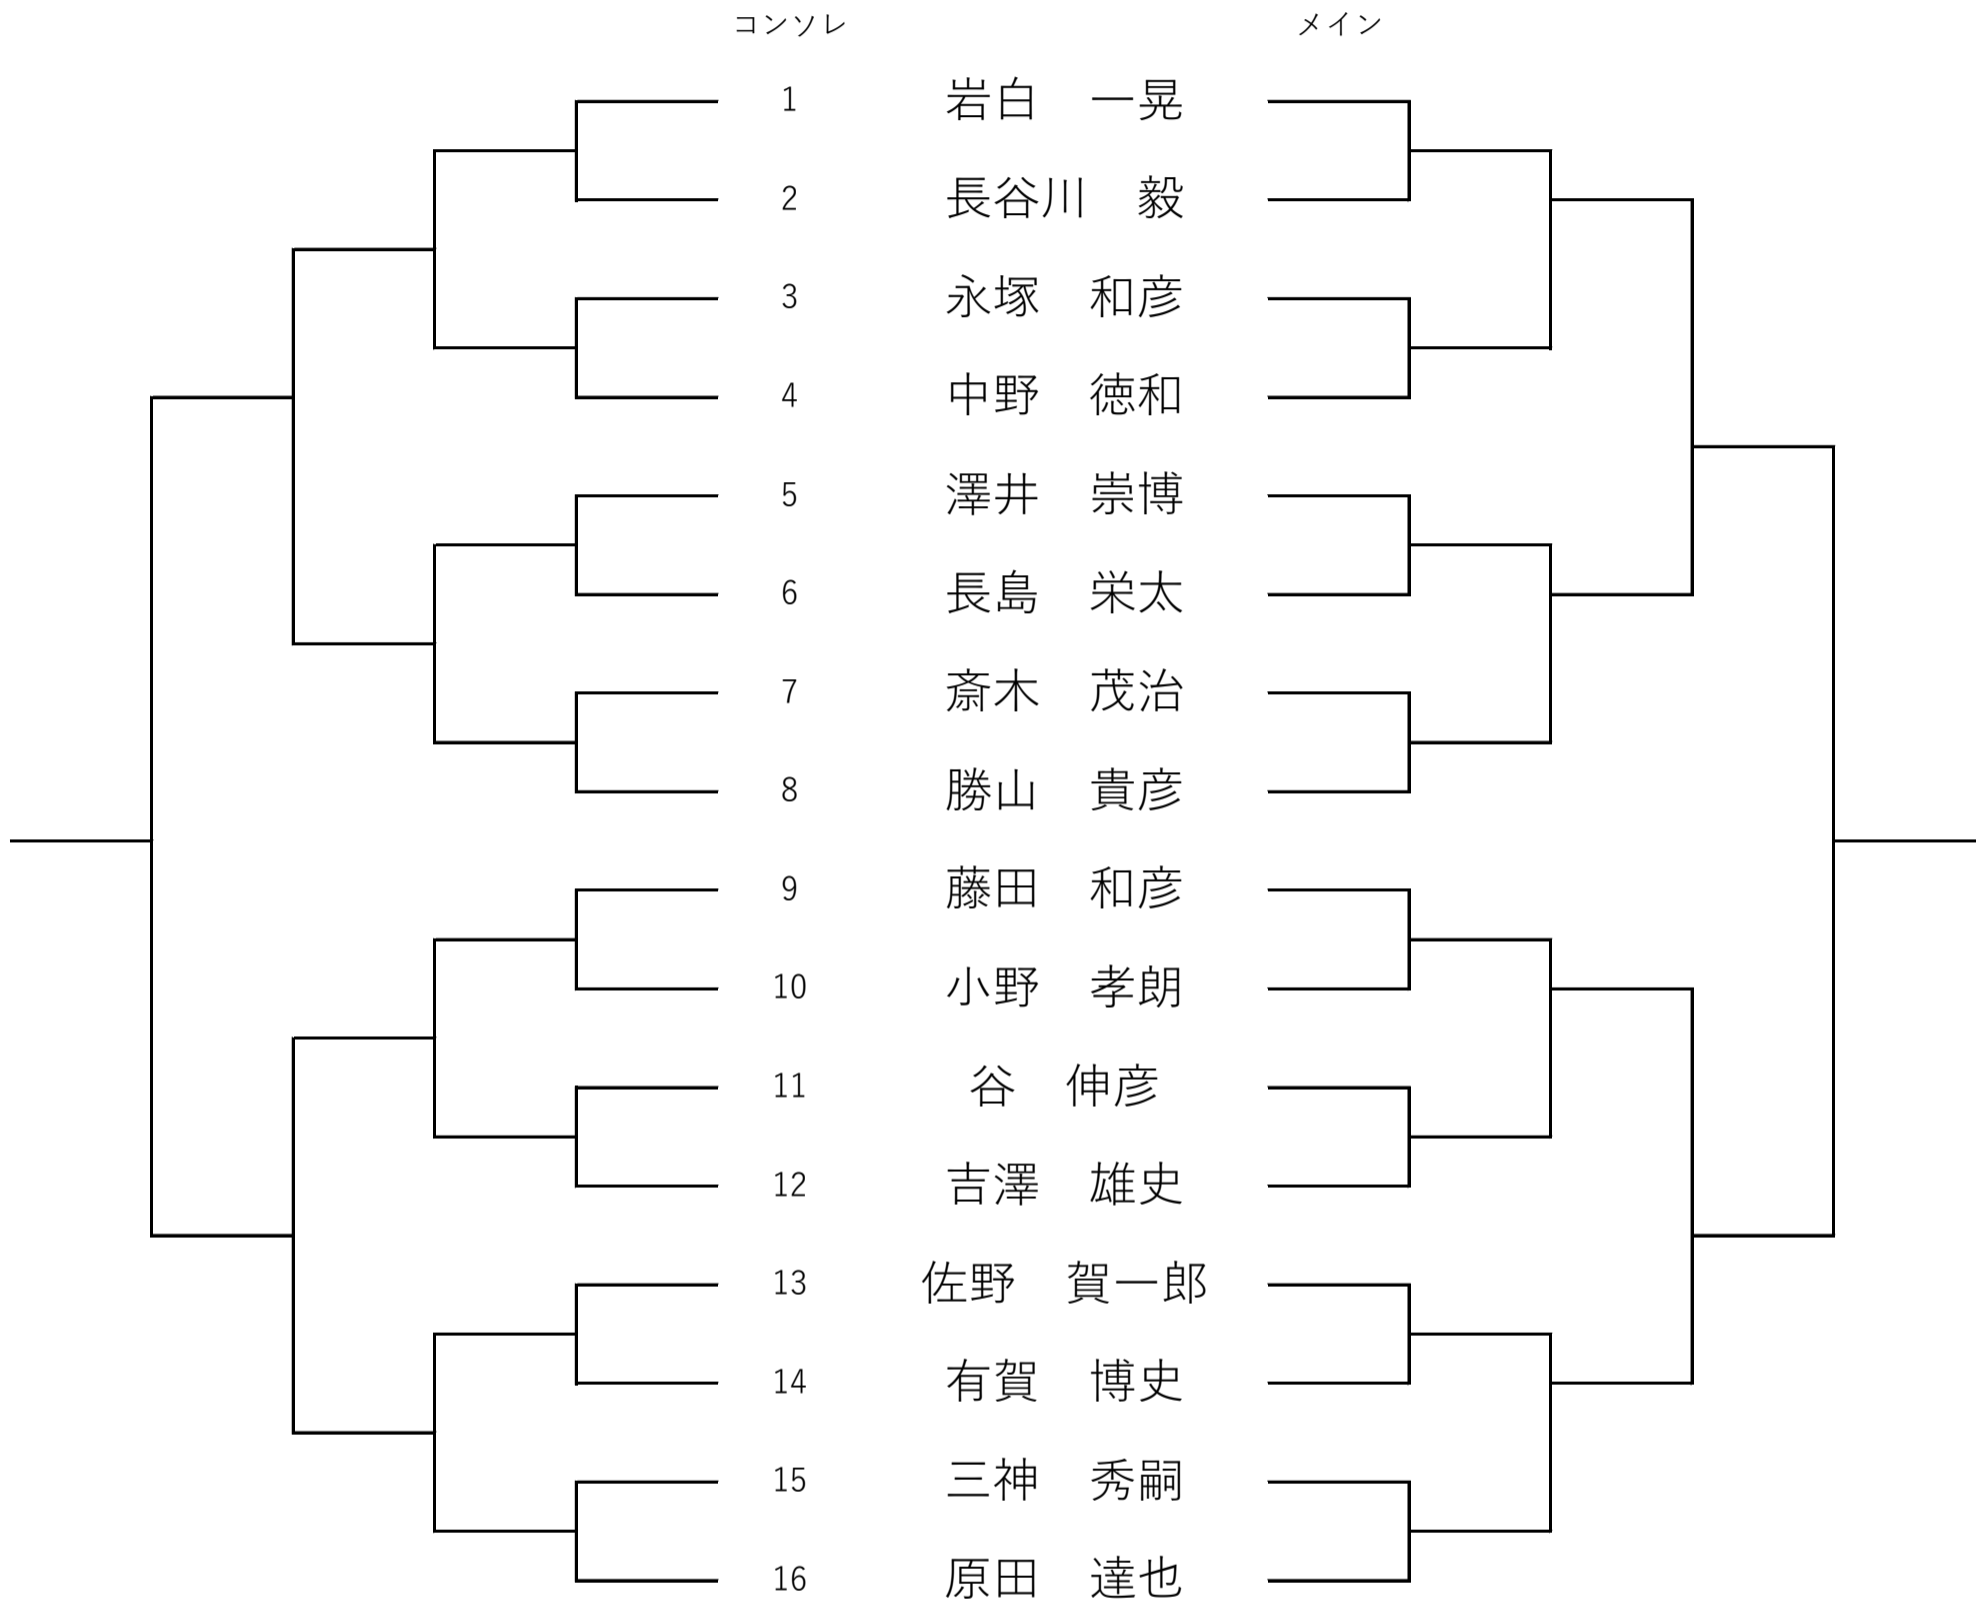 コンソレ メイン
1 岩白 一晃
2 長谷川 毅
3 永塚 和彦
4 中野 徳和
5 澤井 崇博
6 長島 栄太
7 斎木 茂治
8 勝山 貴彦
9 藤田 和彦
10 小野 孝朗
11 谷 伸彦
12 吉澤 雄史
13 佐野 賀一郎
14 有賀 博史
15 三神 秀嗣
16 原田 達也